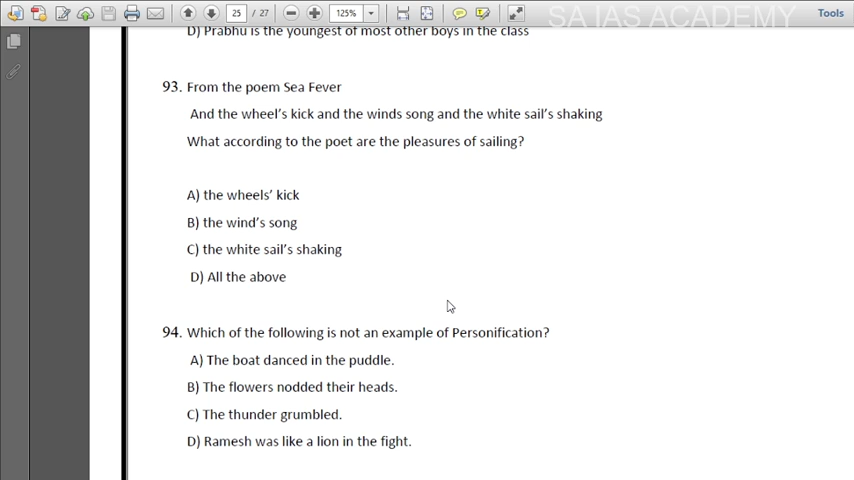 25 / 27 125% SA IAS ACADEMY Tools
D) Prabhu is the youngest of most other boys in the class
93. From the poem Sea Fever
And the wheel's kick and the winds song and the white sail's shaking
What according to the poet are the pleasures of sailing?
A) the wheels' kick
B) the wind's song
C) the white sail's shaking
D) All the above
94. Which of the following is not an example of Personification?
A) The boat danced in the puddle.
B) The flowers nodded their heads.
C) The thunder grumbled.
D) Ramesh was like a lion in the fight.